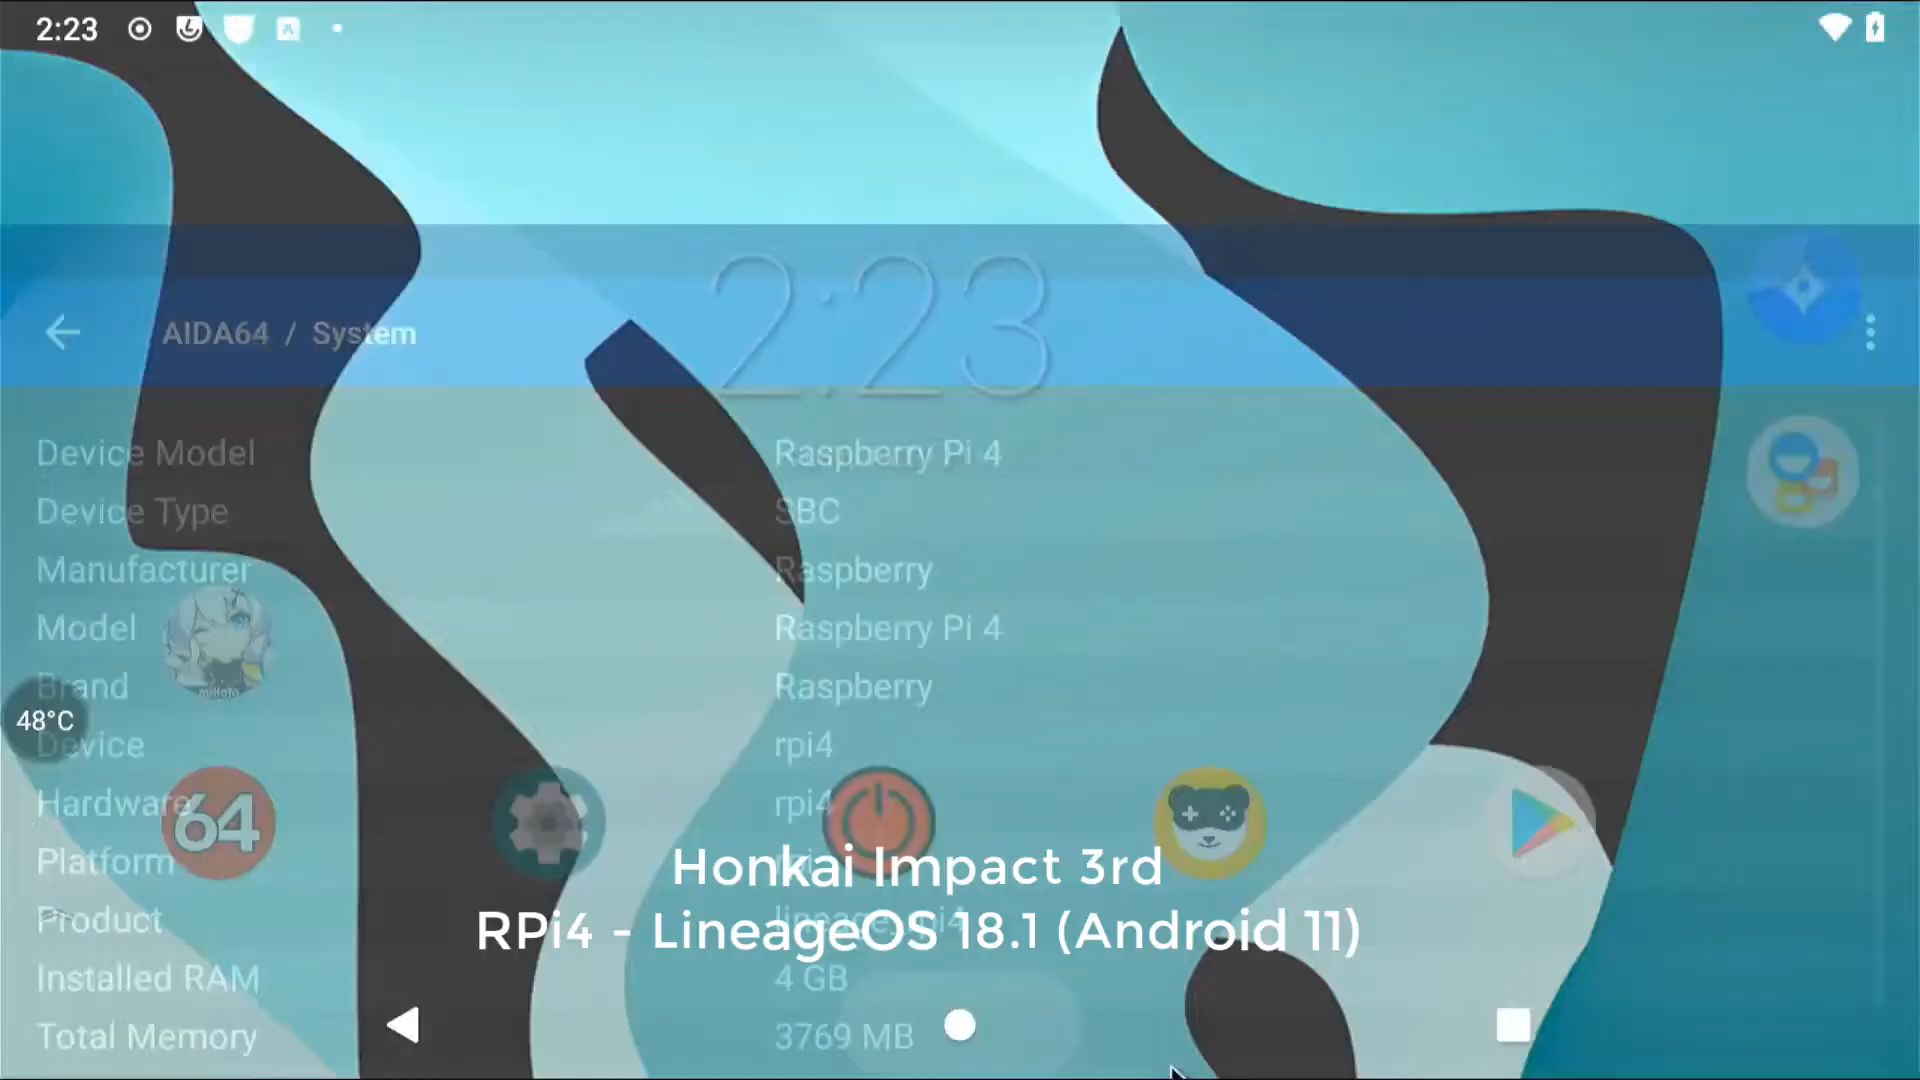 2:23
2:23
AIDA64 / System
Device Model Raspberry Pi 4
Device Type SBC
Manufacturer Raspberry
Model Raspberry Pi 4
miHoYo
Brand Raspberry
48°C
Device rpi4
Hardware rpi4
64
Platform
Honkai Impact 3rd
Product lineage_rpi4
RPi4 - LineageOS 18.1 (Android 11)
Installed RAM 4 GB
Total Memory 3769 MB